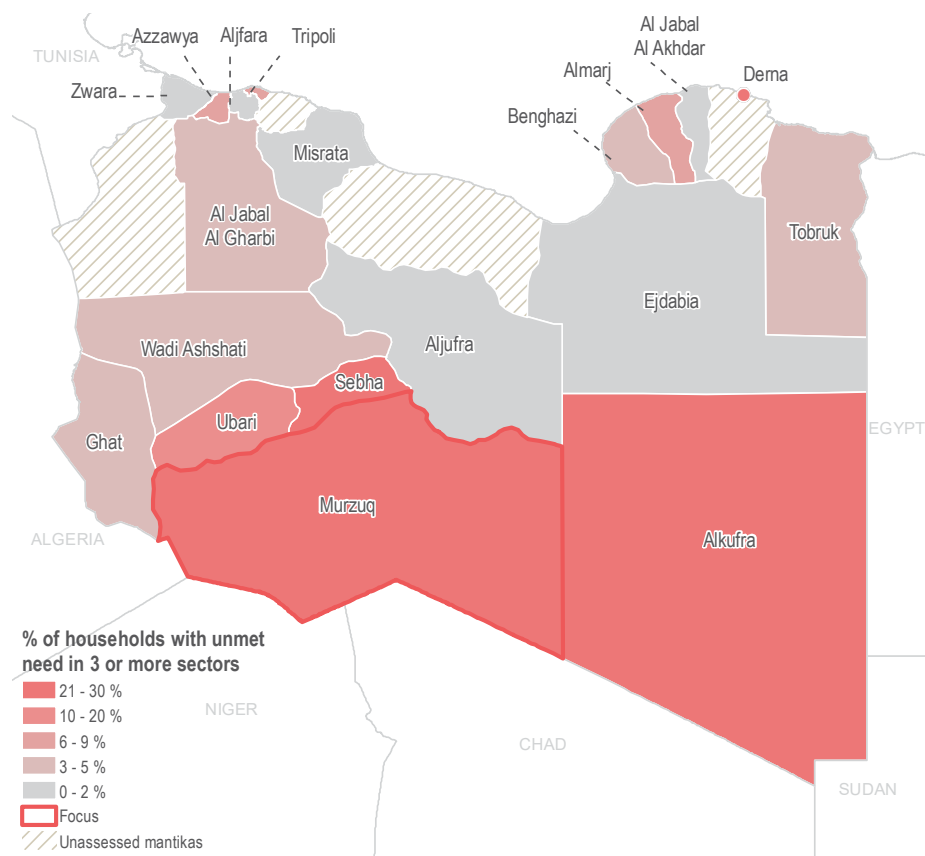 TUNISIA
Azzawya
Aljfara
Tripoli
Zwara
Al Jabal
Al Akhdar
Almarj
Derna
Benghazi
Misrata
Al Jabal
Al Gharbi
Tobruk
Ejdabia
Wadi Ashshati
Aljufra
Sebha
Ubari
Ghat
EGYPT
Murzuq
Alkufra
ALGERIA
% of households with unmet
need in 3 or more sectors
21 - 30 %
10 - 20 %
6 - 9 %
3 - 5 %
0 - 2 %
Focus
Unassessed mantikas
NIGER
CHAD
SUDAN